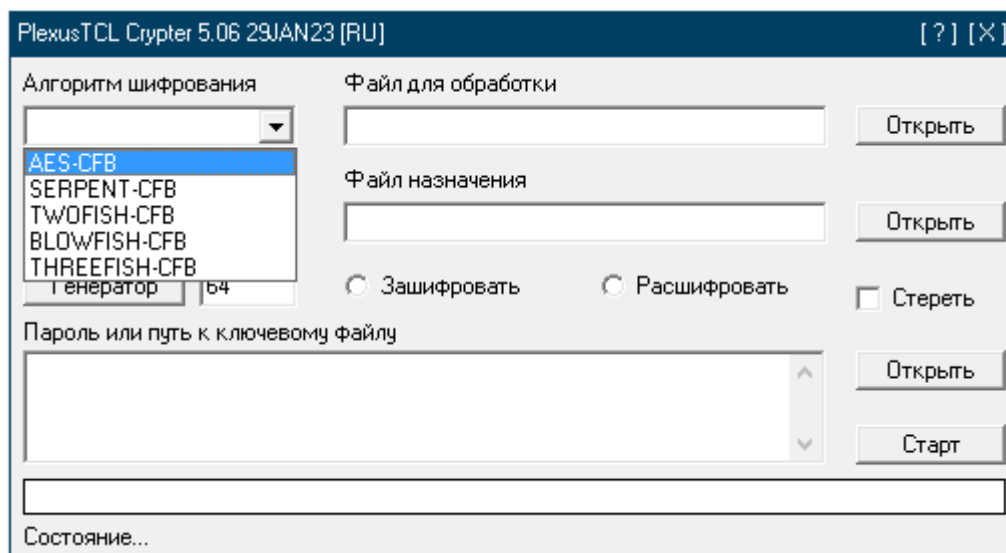 PlexusTCL Crypter 5.06 29JAN23 [RU] [?] [X]
Алгоритм шифрования
Файл для обработки
Открыть
AES-CFB
SERPENT-CFB
TWOFISH-CFB
BLOWFISH-CFB
THREEFISH-CFB
Файл назначения
Открыть
Генератор 64
Зашифровать Расшифровать
Стереть
Пароль или путь к ключевому файлу
Открыть
Старт
Состояние...